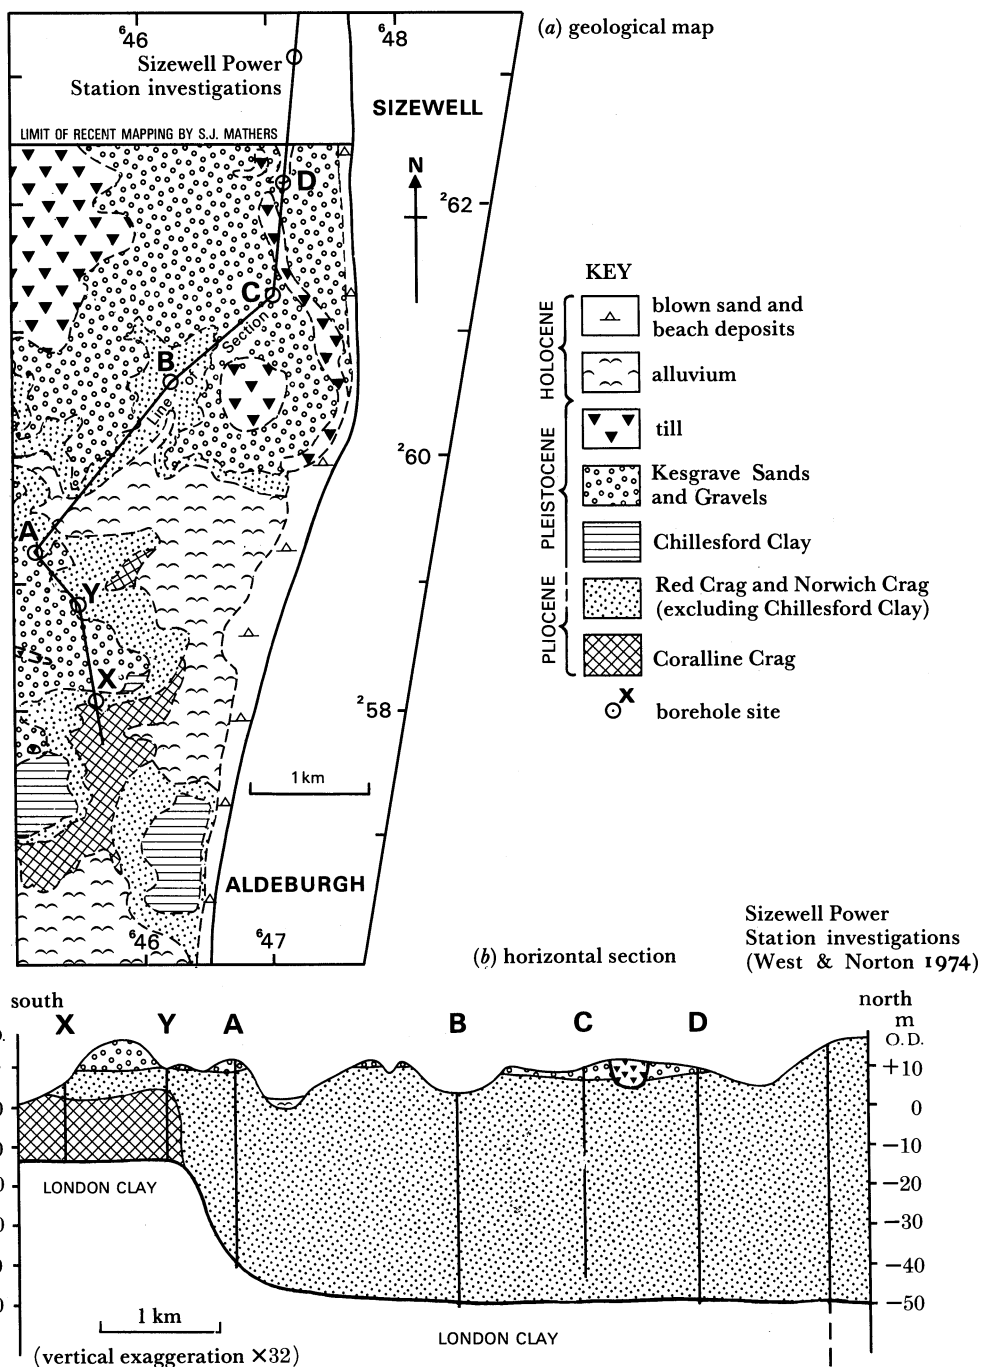 (a) geological map
⁶46
⁶48
Sizewell Power
Station investigations
SIZEWELL
LIMIT OF RECENT MAPPING BY S.J. MATHERS
N
D
²62
C
B
Line of Section
²60
A
Y
X
²58
1 km
ALDEBURGH
⁶46
⁶47
KEY
HOLOCENE
PLEISTOCENE
PLIOCENE
blown sand and
beach deposits
alluvium
till
Kesgrave Sands
and Gravels
Chillesford Clay
Red Crag and Norwich Crag
(excluding Chillesford Clay)
Coralline Crag
X
borehole site
(b) horizontal section
Sizewell Power
Station investigations
(West & Norton 1974)
south
north
X Y A B C D
m
O.D.
+10
0
−10
−20
−30
−40
−50
LONDON CLAY
1 km
LONDON CLAY
(vertical exaggeration ×32)